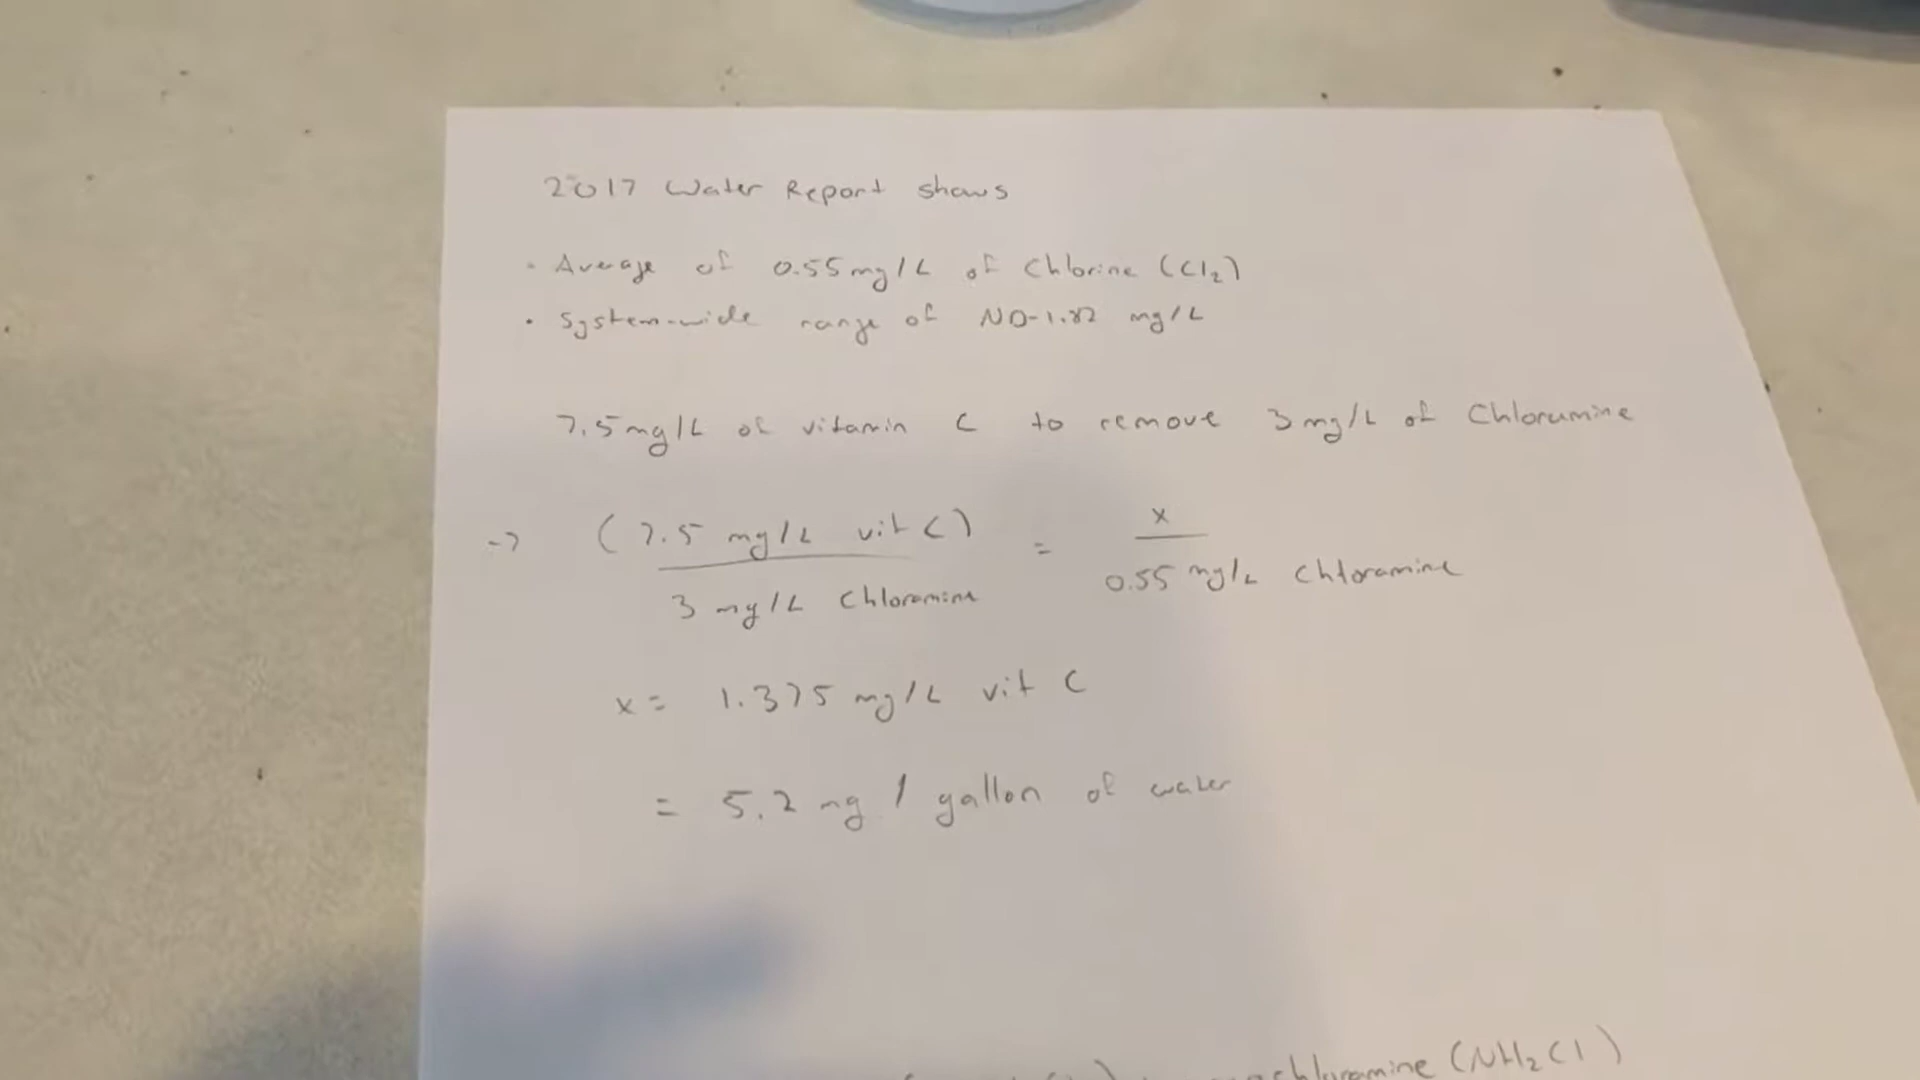 2017 Water Report shows
• Average of 0.55 mg/L of Chlorine (Cl₂)
• System-wide range of ND-1.82 mg/L
7.5 mg/L of vitamin C to remove 3 mg/L of Chloramine
-> (7.5 mg/L vit C) = x
3 mg/L Chloramine 0.55 mg/L Chloramine
x = 1.375 mg/L vit C
= 5.2 mg / gallon of water
(NH₂Cl)